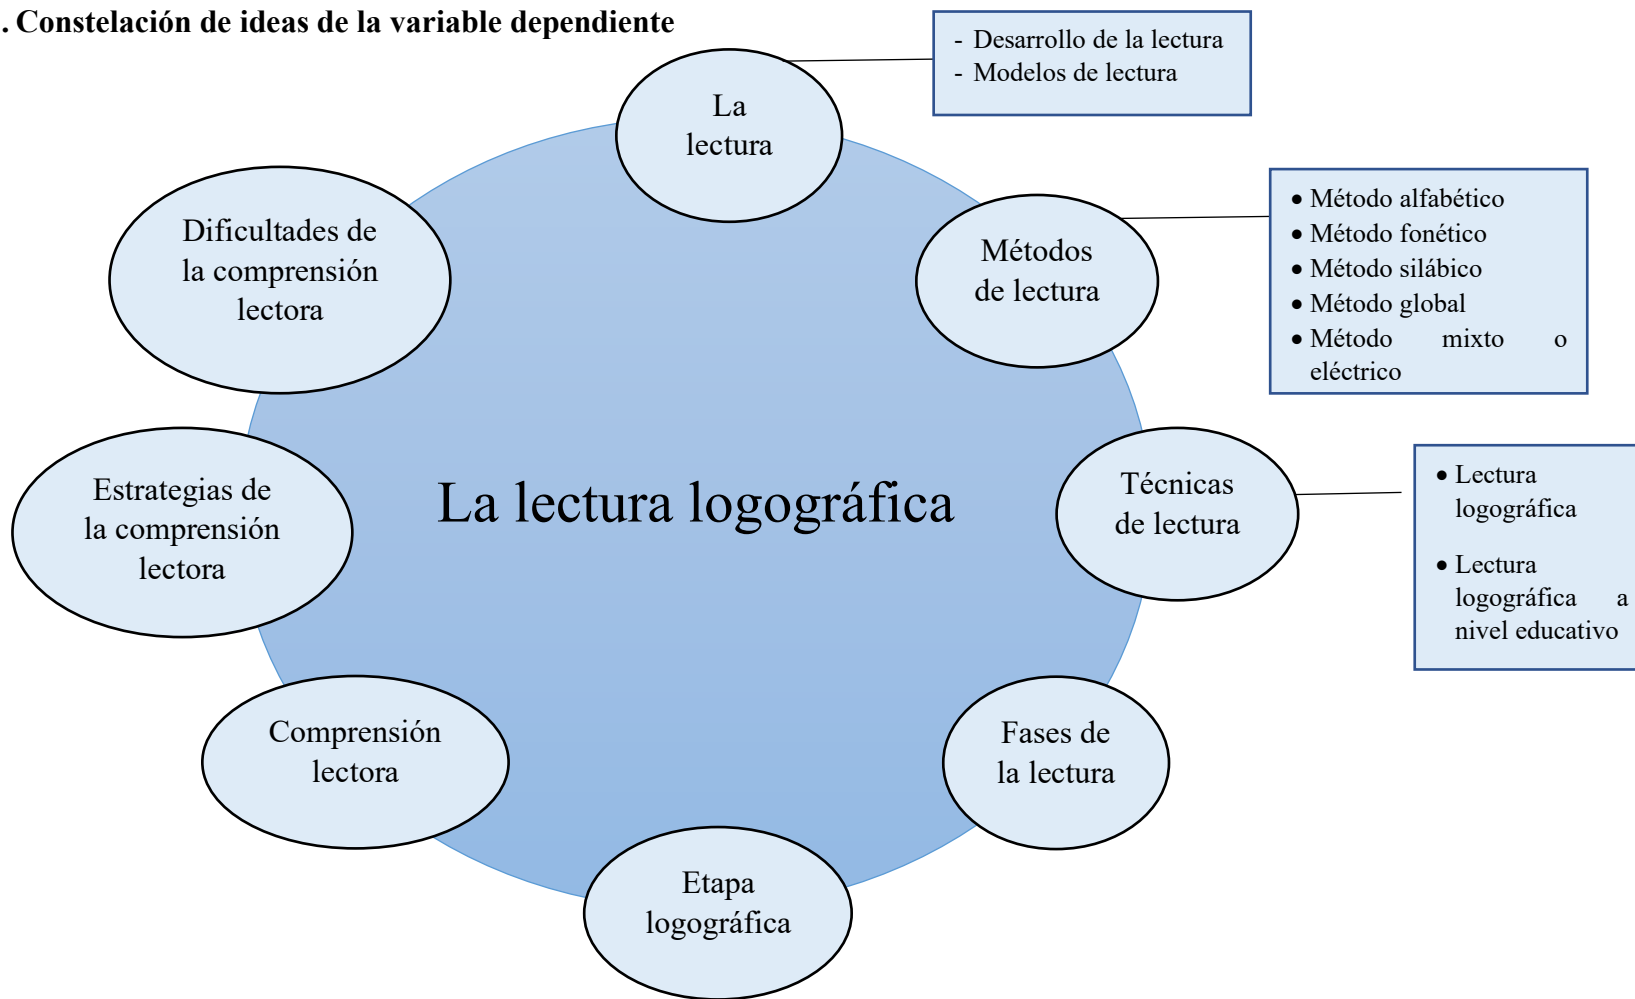 . Constelación de ideas de la variable dependiente
- Desarrollo de la lectura
- Modelos de lectura
La
lectura
Métodos
de lectura
• Método alfabético
• Método fonético
• Método silábico
• Método global
• Método mixto o
eléctrico
Técnicas
de lectura
• Lectura
logográfica
• Lectura
logográfica a
nivel educativo
Fases de
la lectura
Etapa
logográfica
Comprensión
lectora
Estrategias de
la comprensión
lectora
Dificultades de
la comprensión
lectora
La lectura logográfica